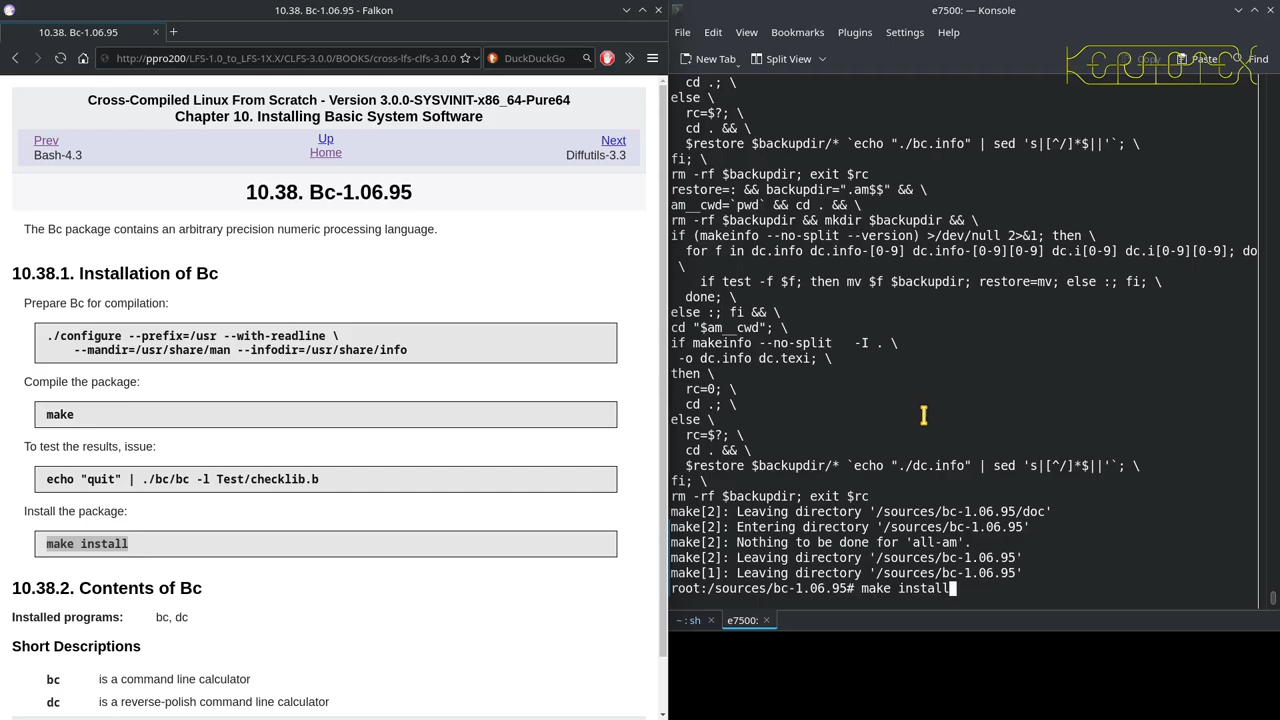 10.38. Bc-1.06.95 - Falkon
10.38. Bc-1.06.95
http://ppro200/LFS-1.0_to_LFS-1X.X/CLFS-3.0.0/BOOKS/cross-lfs-clfs-3.0.0
DuckDuckGo
Cross-Compiled Linux From Scratch - Version 3.0.0-SYSVINIT-x86_64-Pure64
Chapter 10. Installing Basic System Software
Prev Up Next
Bash-4.3 Home Diffutils-3.3
10.38. Bc-1.06.95
The Bc package contains an arbitrary precision numeric processing language.
10.38.1. Installation of Bc
Prepare Bc for compilation:
./configure --prefix=/usr --with-readline \
--mandir=/usr/share/man --infodir=/usr/share/info
Compile the package:
make
To test the results, issue:
echo "quit" | ./bc/bc -l Test/checklib.b
Install the package:
make install
10.38.2. Contents of Bc
Installed programs: bc, dc
Short Descriptions
bc is a command line calculator
dc is a reverse-polish command line calculator
e7500: — Konsole
File Edit View Bookmarks Plugins Settings Help
New Tab Split View Copy Paste Find
cd .; \
else \
rc=$?; \
cd . && \
$restore $backupdir/* `echo "./bc.info" | sed 's|[^/]*$||'`; \
fi; \
rm -rf $backupdir; exit $rc
restore=: && backupdir=".am$$" && \
am__cwd=`pwd` && cd . && \
rm -rf $backupdir && mkdir $backupdir && \
if (makeinfo --no-split --version) >/dev/null 2>&1; then \
for f in dc.info dc.info-[0-9] dc.info-[0-9][0-9] dc.i[0-9] dc.i[0-9][0-9]; do
\
if test -f $f; then mv $f $backupdir; restore=mv; else :; fi; \
done; \
else :; fi && \
cd "$am__cwd"; \
if makeinfo --no-split   -I . \
-o dc.info dc.texi; \
then \
rc=0; \
cd .; \
else \
rc=$?; \
cd . && \
$restore $backupdir/* `echo "./dc.info" | sed 's|[^/]*$||'`; \
fi; \
rm -rf $backupdir; exit $rc
make[2]: Leaving directory '/sources/bc-1.06.95/doc'
make[2]: Entering directory '/sources/bc-1.06.95'
make[2]: Nothing to be done for 'all-am'.
make[2]: Leaving directory '/sources/bc-1.06.95'
make[1]: Leaving directory '/sources/bc-1.06.95'
root:/sources/bc-1.06.95# make install
~ : sh
e7500: